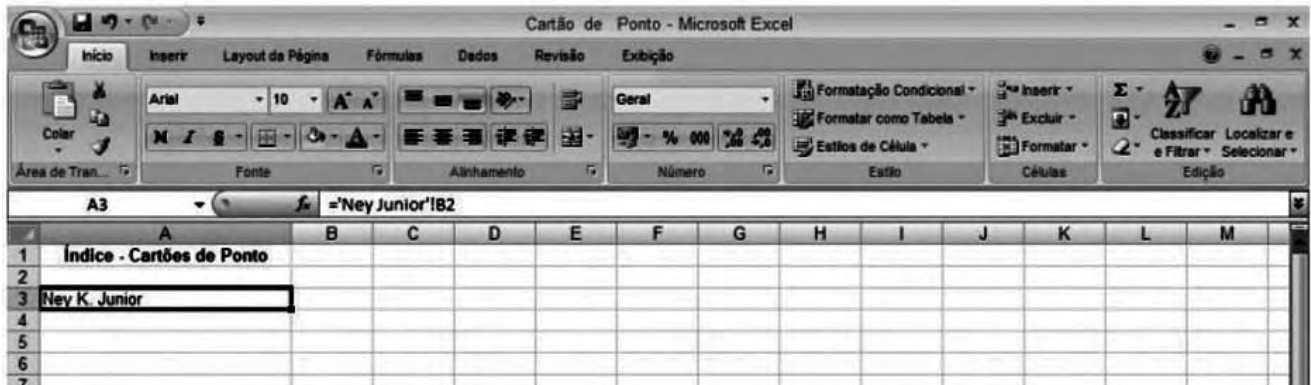 Cartão de Ponto - Microsoft Excel
Início Inserir Layout da Página Fórmulas Dados Revisão Exibição
Colar
Área de Tran...
Arial 10 A A
N I S A
Fonte
Alinhamento
Geral
% 000
Número
Formatação Condicional
Formatar como Tabela
Estilos de Célula
Estilo
Inserir
Excluir
Formatar
Células
Σ
Classificar e Filtrar
Localizar e Selecionar
Edição
A3 fx ='Ney Junior'!B2
A B C D E F G H I J K L M
1 Índice - Cartões de Ponto
2
3 Ney K. Junior
4
5
6
7